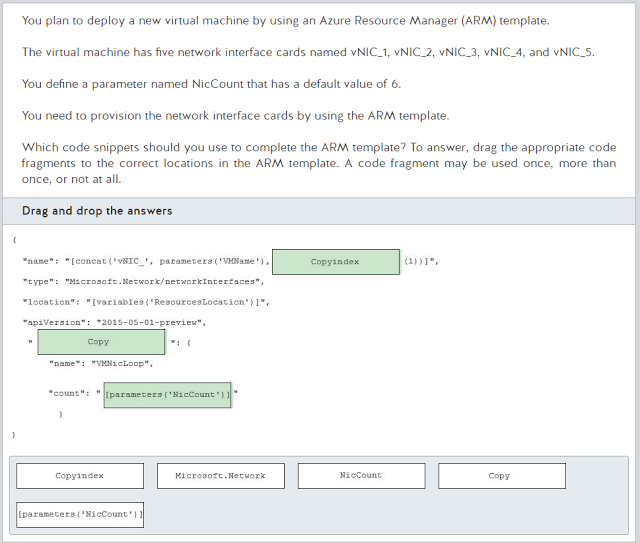 You plan to deploy a new virtual machine by using an Azure Resource Manager (ARM) template.
The virtual machine has five network interface cards named vNIC_1, vNIC_2, vNIC_3, vNIC_4, and vNIC_5.
You define a parameter named NicCount that has a default value of 6.
You need to provision the network interface cards by using the ARM template.
Which code snippets should you use to complete the ARM template? To answer, drag the appropriate code
fragments to the correct locations in the ARM template. A code fragment may be used once, more than
once, or not at all.
Drag and drop the answers
{
"name": "[concat('vNIC_', parameters('VMName'), Copyindex (1))]",
"type": "Microsoft.Network/networkInterfaces",
"location": "[variables('ResourcesLocation')]",
"apiVersion": "2015-05-01-preview",
" Copy ": {
"name": "VMNicLoop",
"count": " [parameters('NicCount')] "
}
}
Copyindex Microsoft.Network NicCount Copy
[parameters('NicCount')]